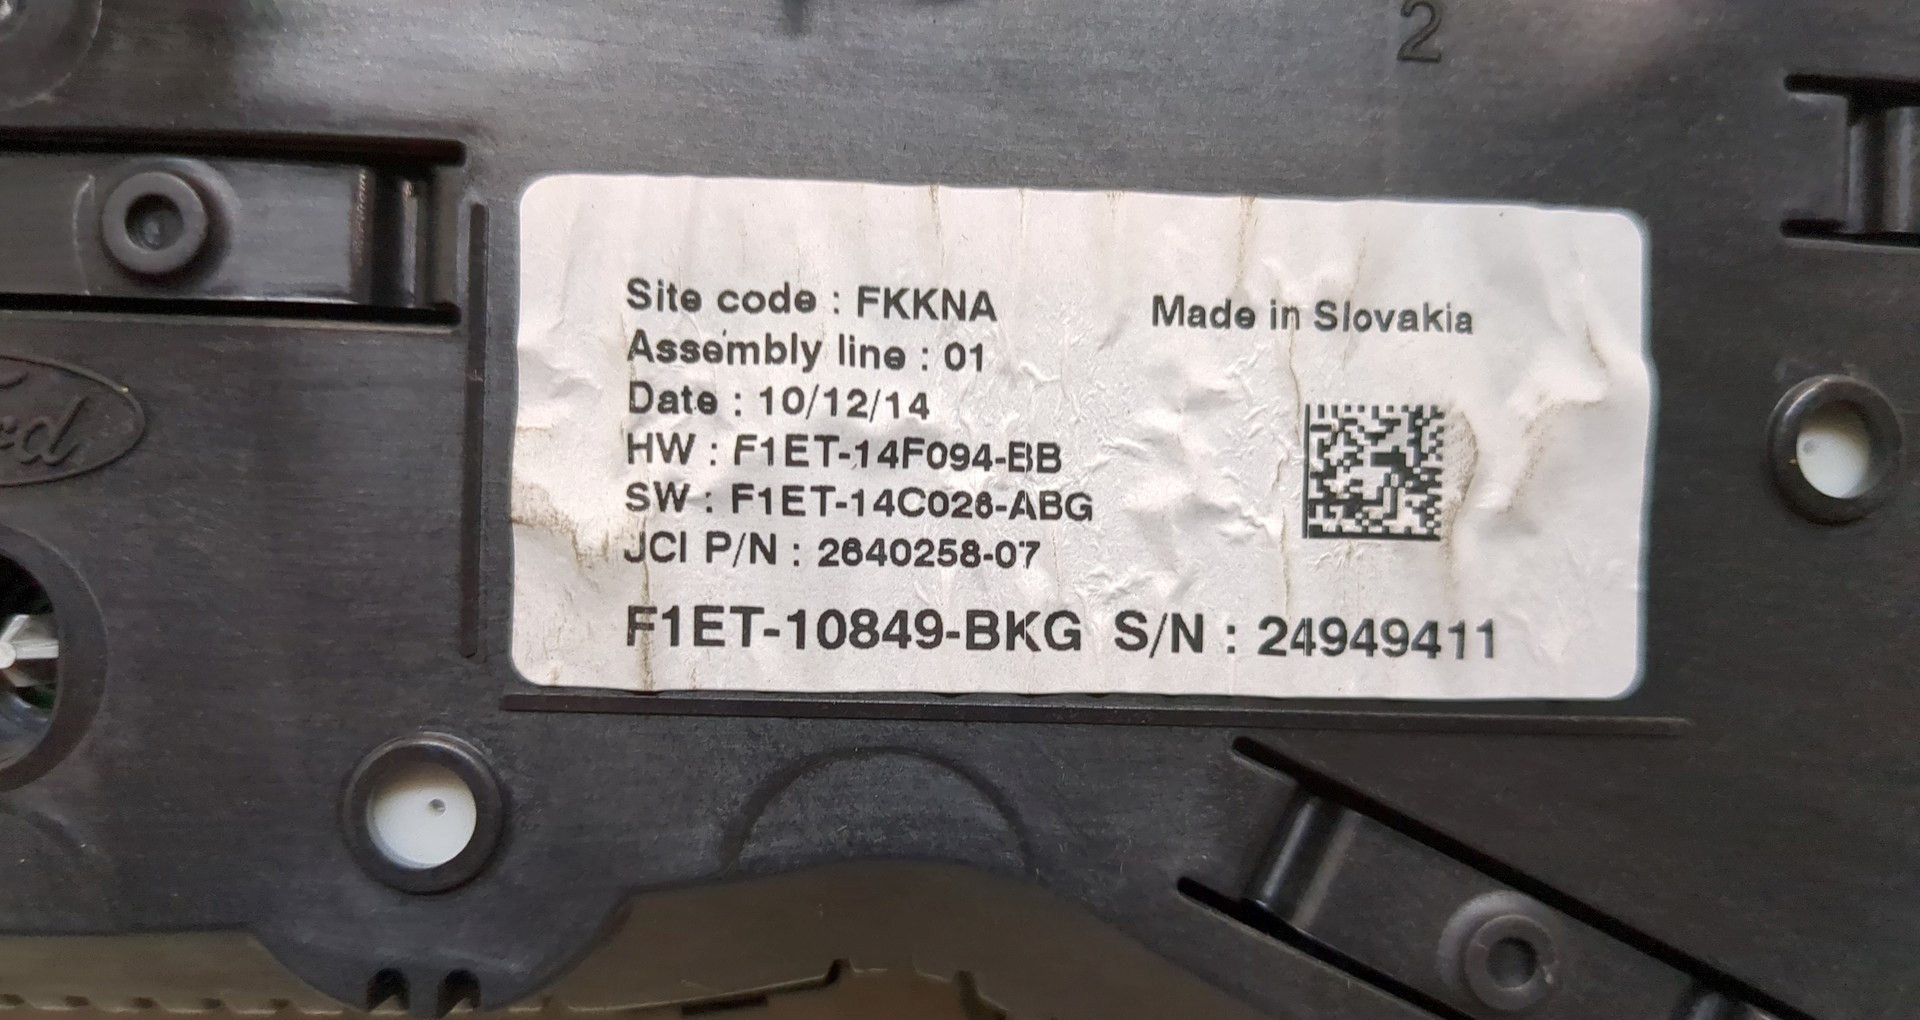 2
Site code : FKKNA
Made in Slovakia
Assembly line : 01
Date : 10/12/14
HW : F1ET-14F094-BB
SW : F1ET-14C026-ABG
JCI P/N : 2640258-07
F1ET-10849-BKG S/N : 24949411
Ford